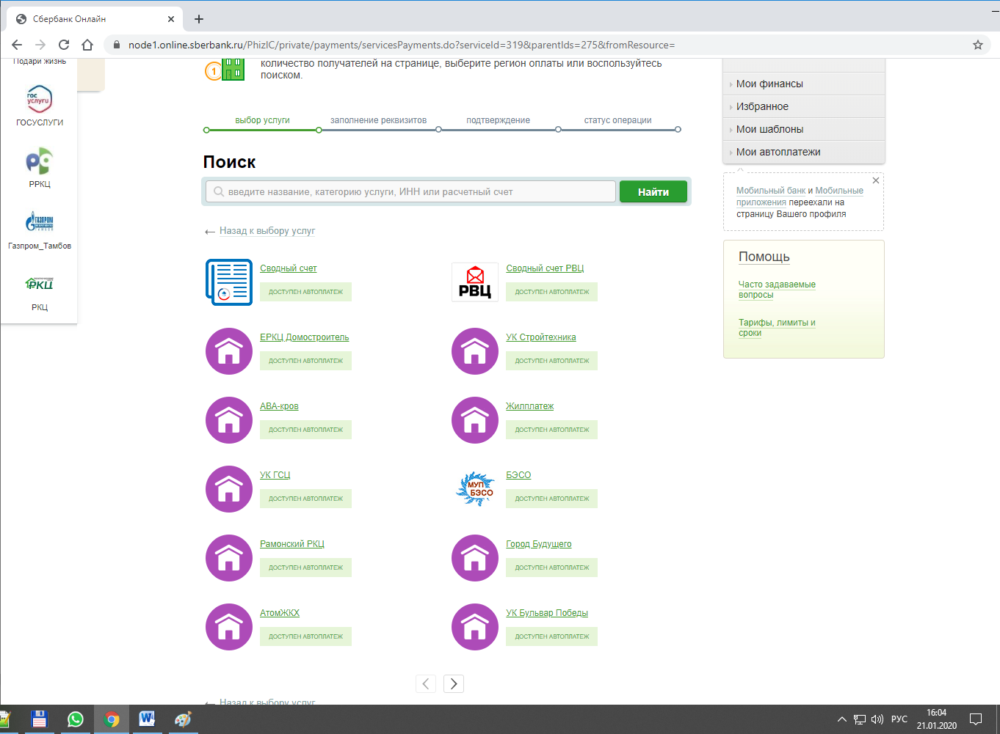 Сбербанк Онлайн
node1.online.sberbank.ru/PhizIC/private/payments/servicesPayments.do?serviceId=319&parentIds=275&fromResource=
Подари жизнь
гос
услуги
ГОСУСЛУГИ
РРКЦ
ГАЗПРОМ
Газпром_Тамбов
РКЦ
РКЦ
1
количество получателей на странице, выберите регион оплаты или воспользуйтесь
поиском.
выбор услуги
заполнение реквизитов
подтверждение
статус операции
Поиск
введите название, категорию услуги, ИНН или расчетный счет
Найти
← Назад к выбору услуг
Сводный счет
ДОСТУПЕН АВТОПЛАТЕЖ
РВЦ
Сводный счет РВЦ
ДОСТУПЕН АВТОПЛАТЕЖ
ЕРКЦ Домостроитель
ДОСТУПЕН АВТОПЛАТЕЖ
УК Стройтехника
ДОСТУПЕН АВТОПЛАТЕЖ
АВА-кров
ДОСТУПЕН АВТОПЛАТЕЖ
Жилплатеж
ДОСТУПЕН АВТОПЛАТЕЖ
УК ГСЦ
ДОСТУПЕН АВТОПЛАТЕЖ
МУП
БЭСО
БЭСО
ДОСТУПЕН АВТОПЛАТЕЖ
Рамонский РКЦ
ДОСТУПЕН АВТОПЛАТЕЖ
Город Будущего
ДОСТУПЕН АВТОПЛАТЕЖ
АтомЖКХ
ДОСТУПЕН АВТОПЛАТЕЖ
УК Бульвар Победы
ДОСТУПЕН АВТОПЛАТЕЖ
← Назад к выбору услуг
Мои финансы
Избранное
Мои шаблоны
Мои автоплатежи
Мобильный банк и Мобильные
приложения переехали на
страницу Вашего профиля
Помощь
Часто задаваемые
вопросы
Тарифы, лимиты и
сроки
РУС
16:04
21.01.2020